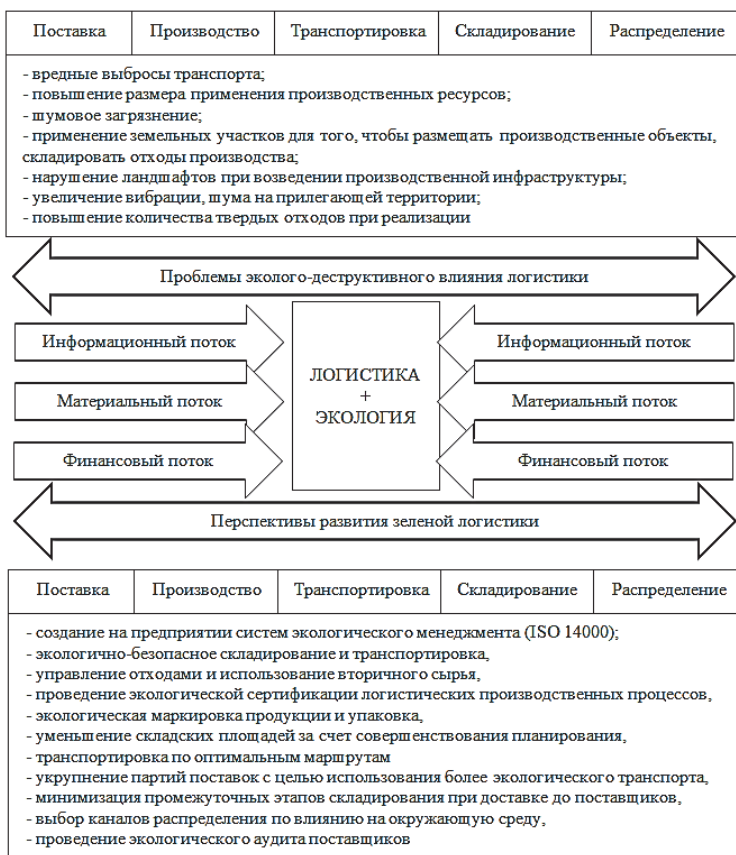 Поставка Производство Транспортировка Складирование Распределение
- вредные выбросы транспорта;
- повышение размера применения производственных ресурсов;
- шумовое загрязнение;
- применение земельных участков для того, чтобы размещать производственные объекты,
складировать отходы производства;
- нарушение ландшафтов при возведении производственной инфраструктуры;
- увеличение вибрации, шума на прилегающей территории;
- повышение количества твердых отходов при реализации
Проблемы эколого-деструктивного влияния логистики
Информационный поток
Материальный поток
Финансовый поток
ЛОГИСТИКА
+
ЭКОЛОГИЯ
Информационный поток
Материальный поток
Финансовый поток
Перспективы развития зеленой логистики
Поставка Производство Транспортировка Складирование Распределение
- создание на предприятии систем экологического менеджмента (ISO 14000);
- экологично-безопасное складирование и транспортировка,
- управление отходами и использование вторичного сырья,
- проведение экологической сертификации логистических производственных процессов,
- экологическая маркировка продукции и упаковка,
- уменьшение складских площадей за счет совершенствования планирования,
- транспортировка по оптимальным маршрутам
- укрупнение партий поставок с целью использования более экологического транспорта,
- минимизация промежуточных этапов складирования при доставке до поставщиков,
- выбор каналов распределения по влиянию на окружающую среду,
- проведение экологического аудита поставщиков